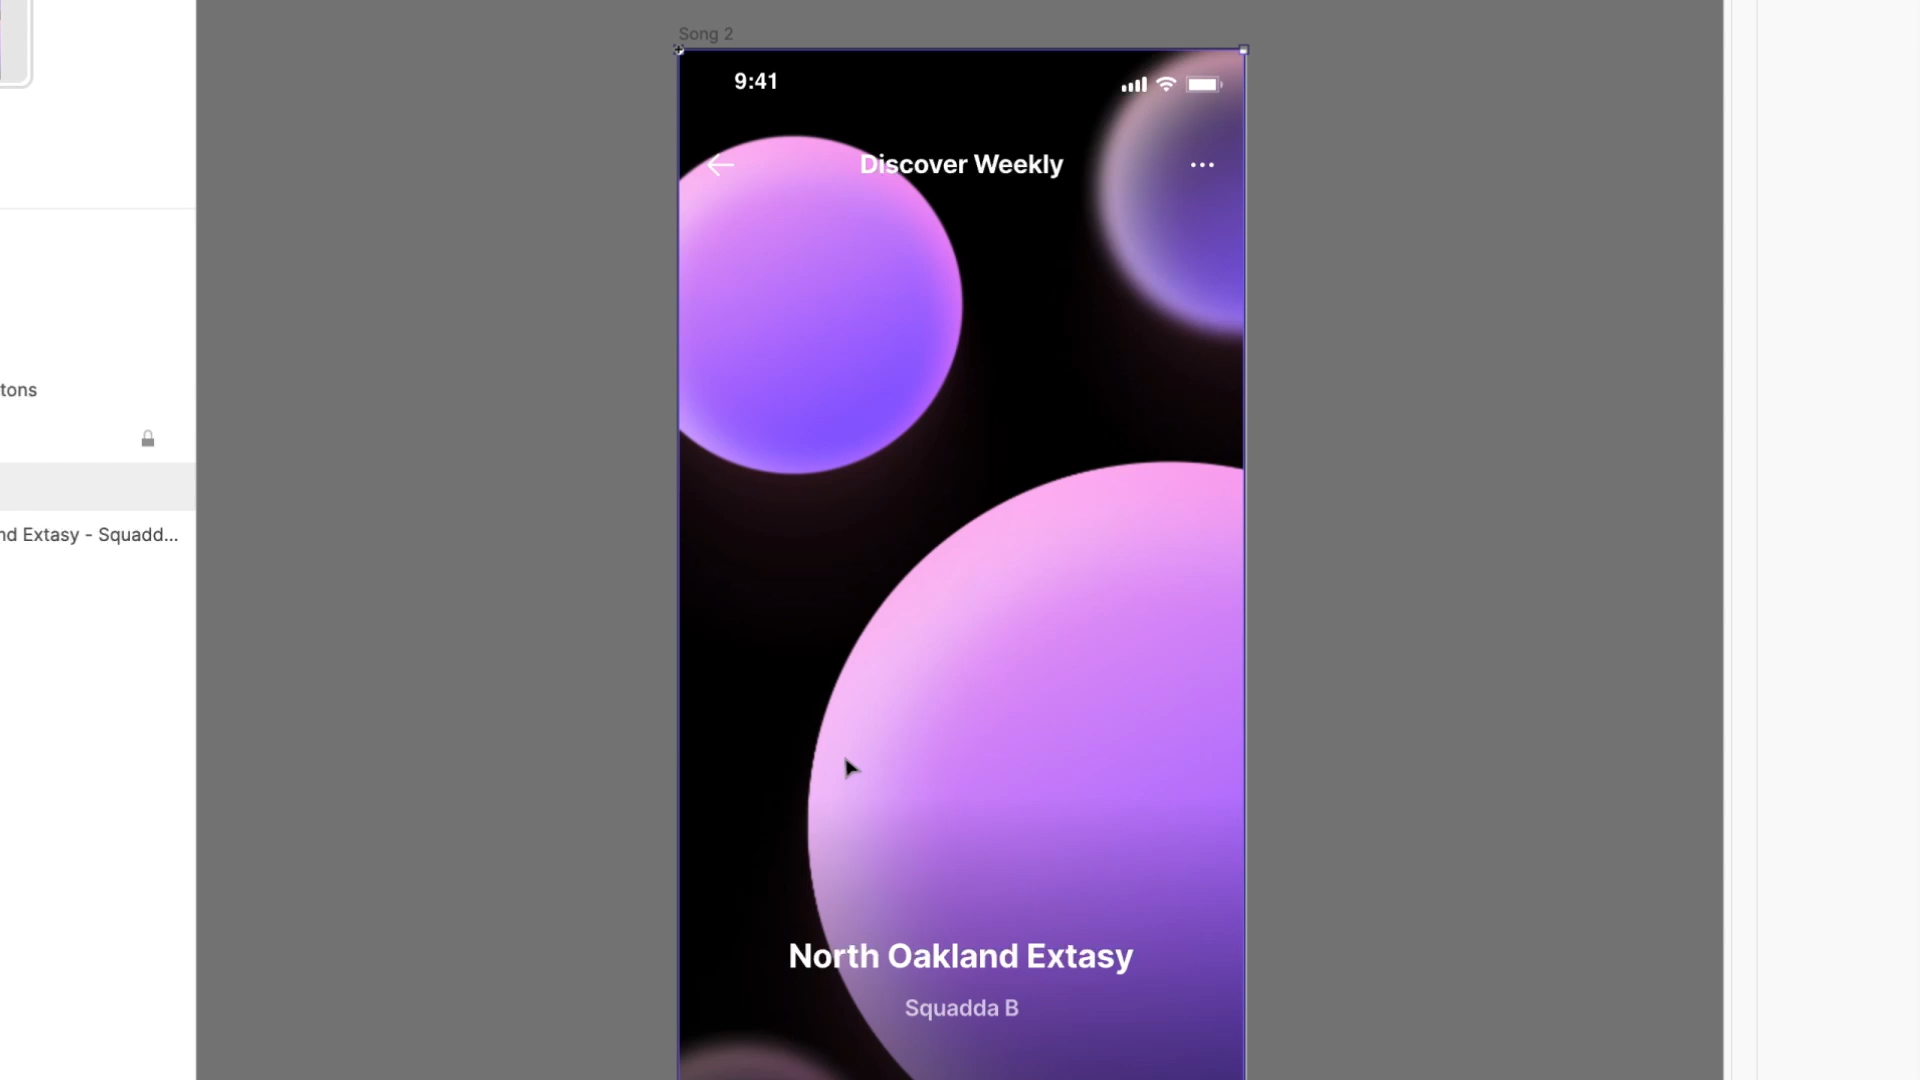 Song 2
9:41
Discover Weekly
tons
nd Extasy - Squadd...
North Oakland Extasy
Squadda B